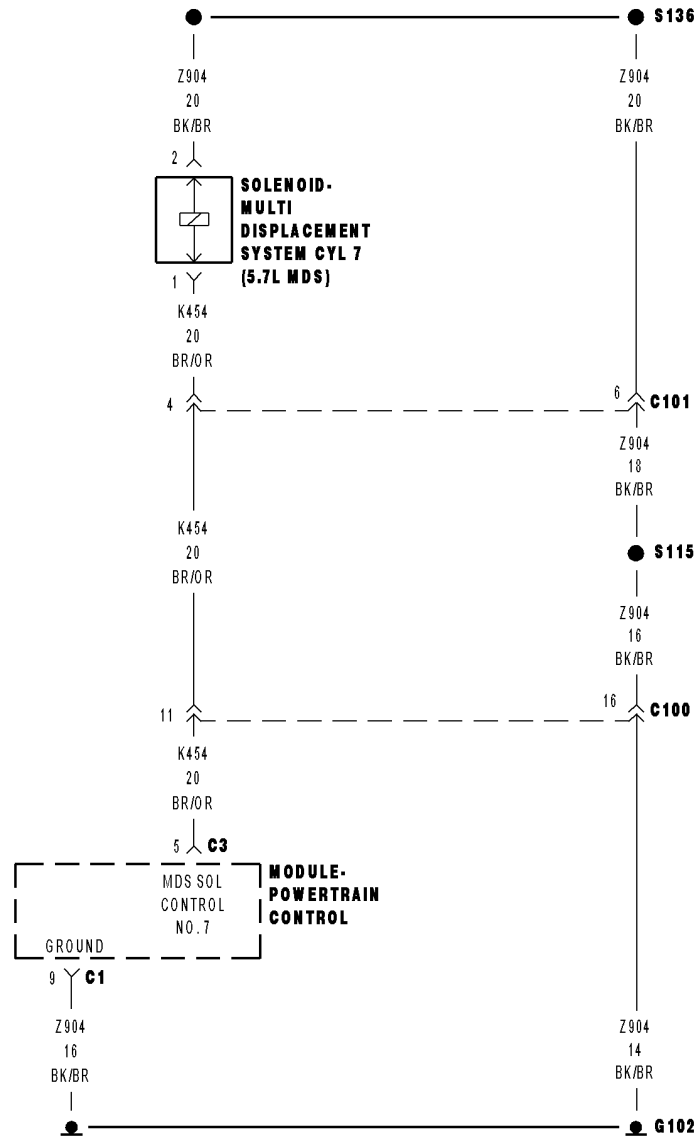 S136
Z904
20
BK/BR
Z904
20
BK/BR
2
SOLENOID-
MULTI
DISPLACEMENT
SYSTEM CYL 7
(5.7L MDS)
1
K454
20
BR/OR
4
6
C101
Z904
18
BK/BR
K454
20
BR/OR
S115
Z904
16
BK/BR
11
16
C100
K454
20
BR/OR
5
C3
MODULE-
POWERTRAIN
CONTROL
MDS SOL
CONTROL
NO. 7
GROUND
9
C1
Z904
16
BK/BR
Z904
14
BK/BR
G102